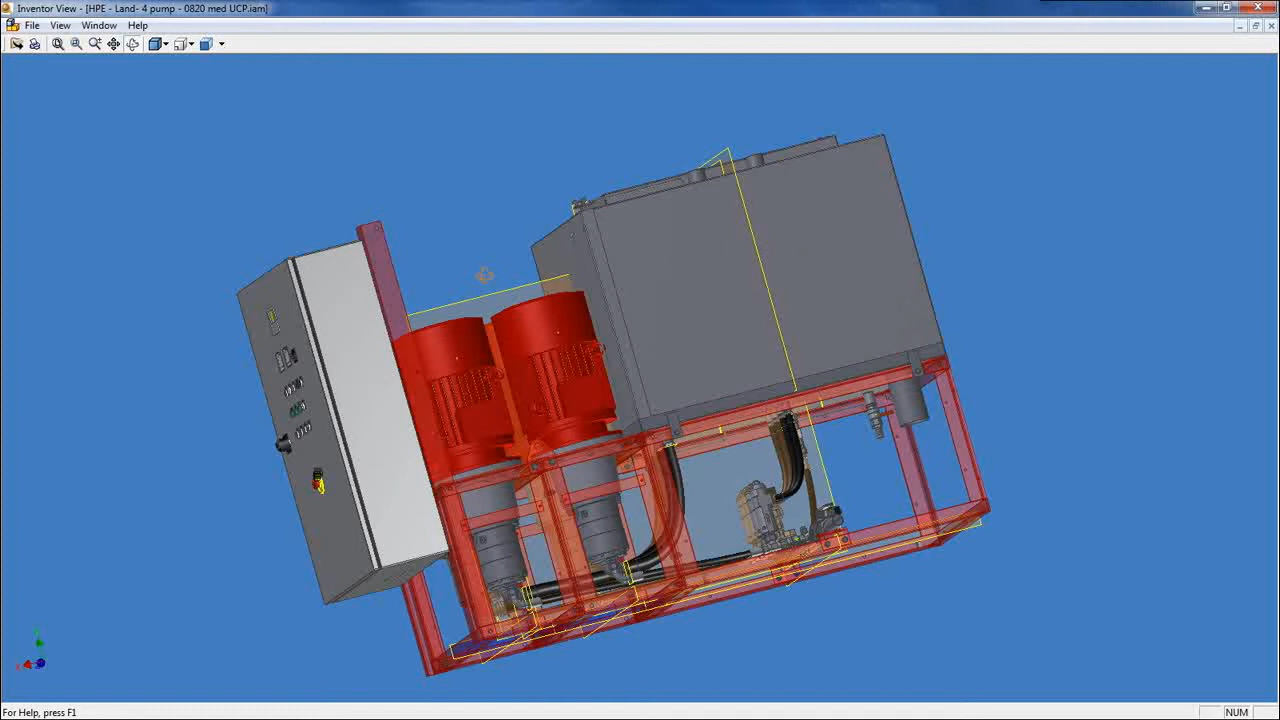 Inventor View - [HPE - Land- 4 pump - 0820 med UCP.iam]
File View Window Help
For Help, press F1
NUM